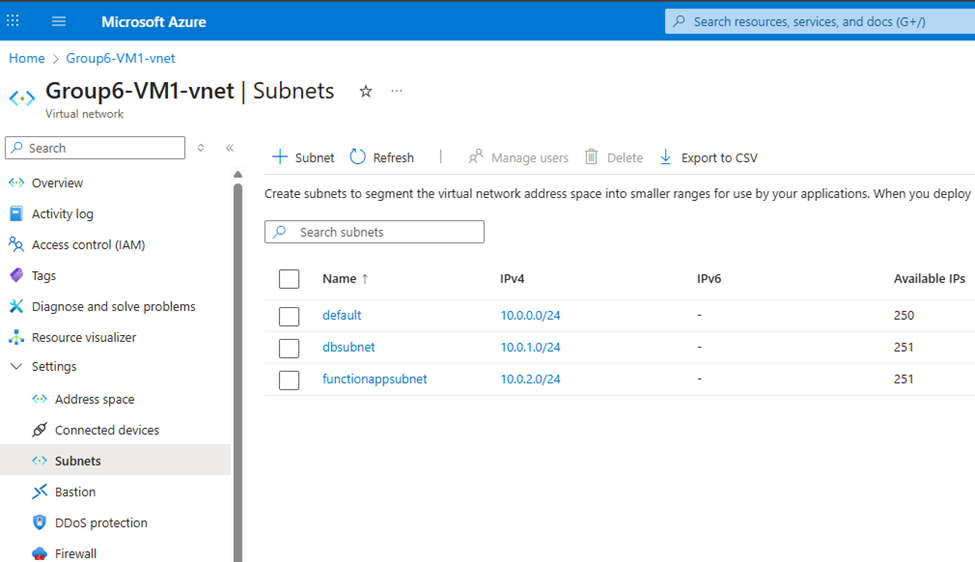 Microsoft Azure
Search resources, services, and docs (G+/)
Home > Group6-VM1-vnet
Group6-VM1-vnet | Subnets ☆ ···
Virtual network
Search
Overview
Activity log
Access control (IAM)
Tags
Diagnose and solve problems
Resource visualizer
Settings
Address space
Connected devices
Subnets
Bastion
DDoS protection
Firewall
+ Subnet Refresh | Manage users Delete Export to CSV
Create subnets to segment the virtual network address space into smaller ranges for use by your applications. When you deploy
Search subnets
Name ↑ IPv4 IPv6 Available IPs
default 10.0.0.0/24 - 250
dbsubnet 10.0.1.0/24 - 251
functionappsubnet 10.0.2.0/24 - 251